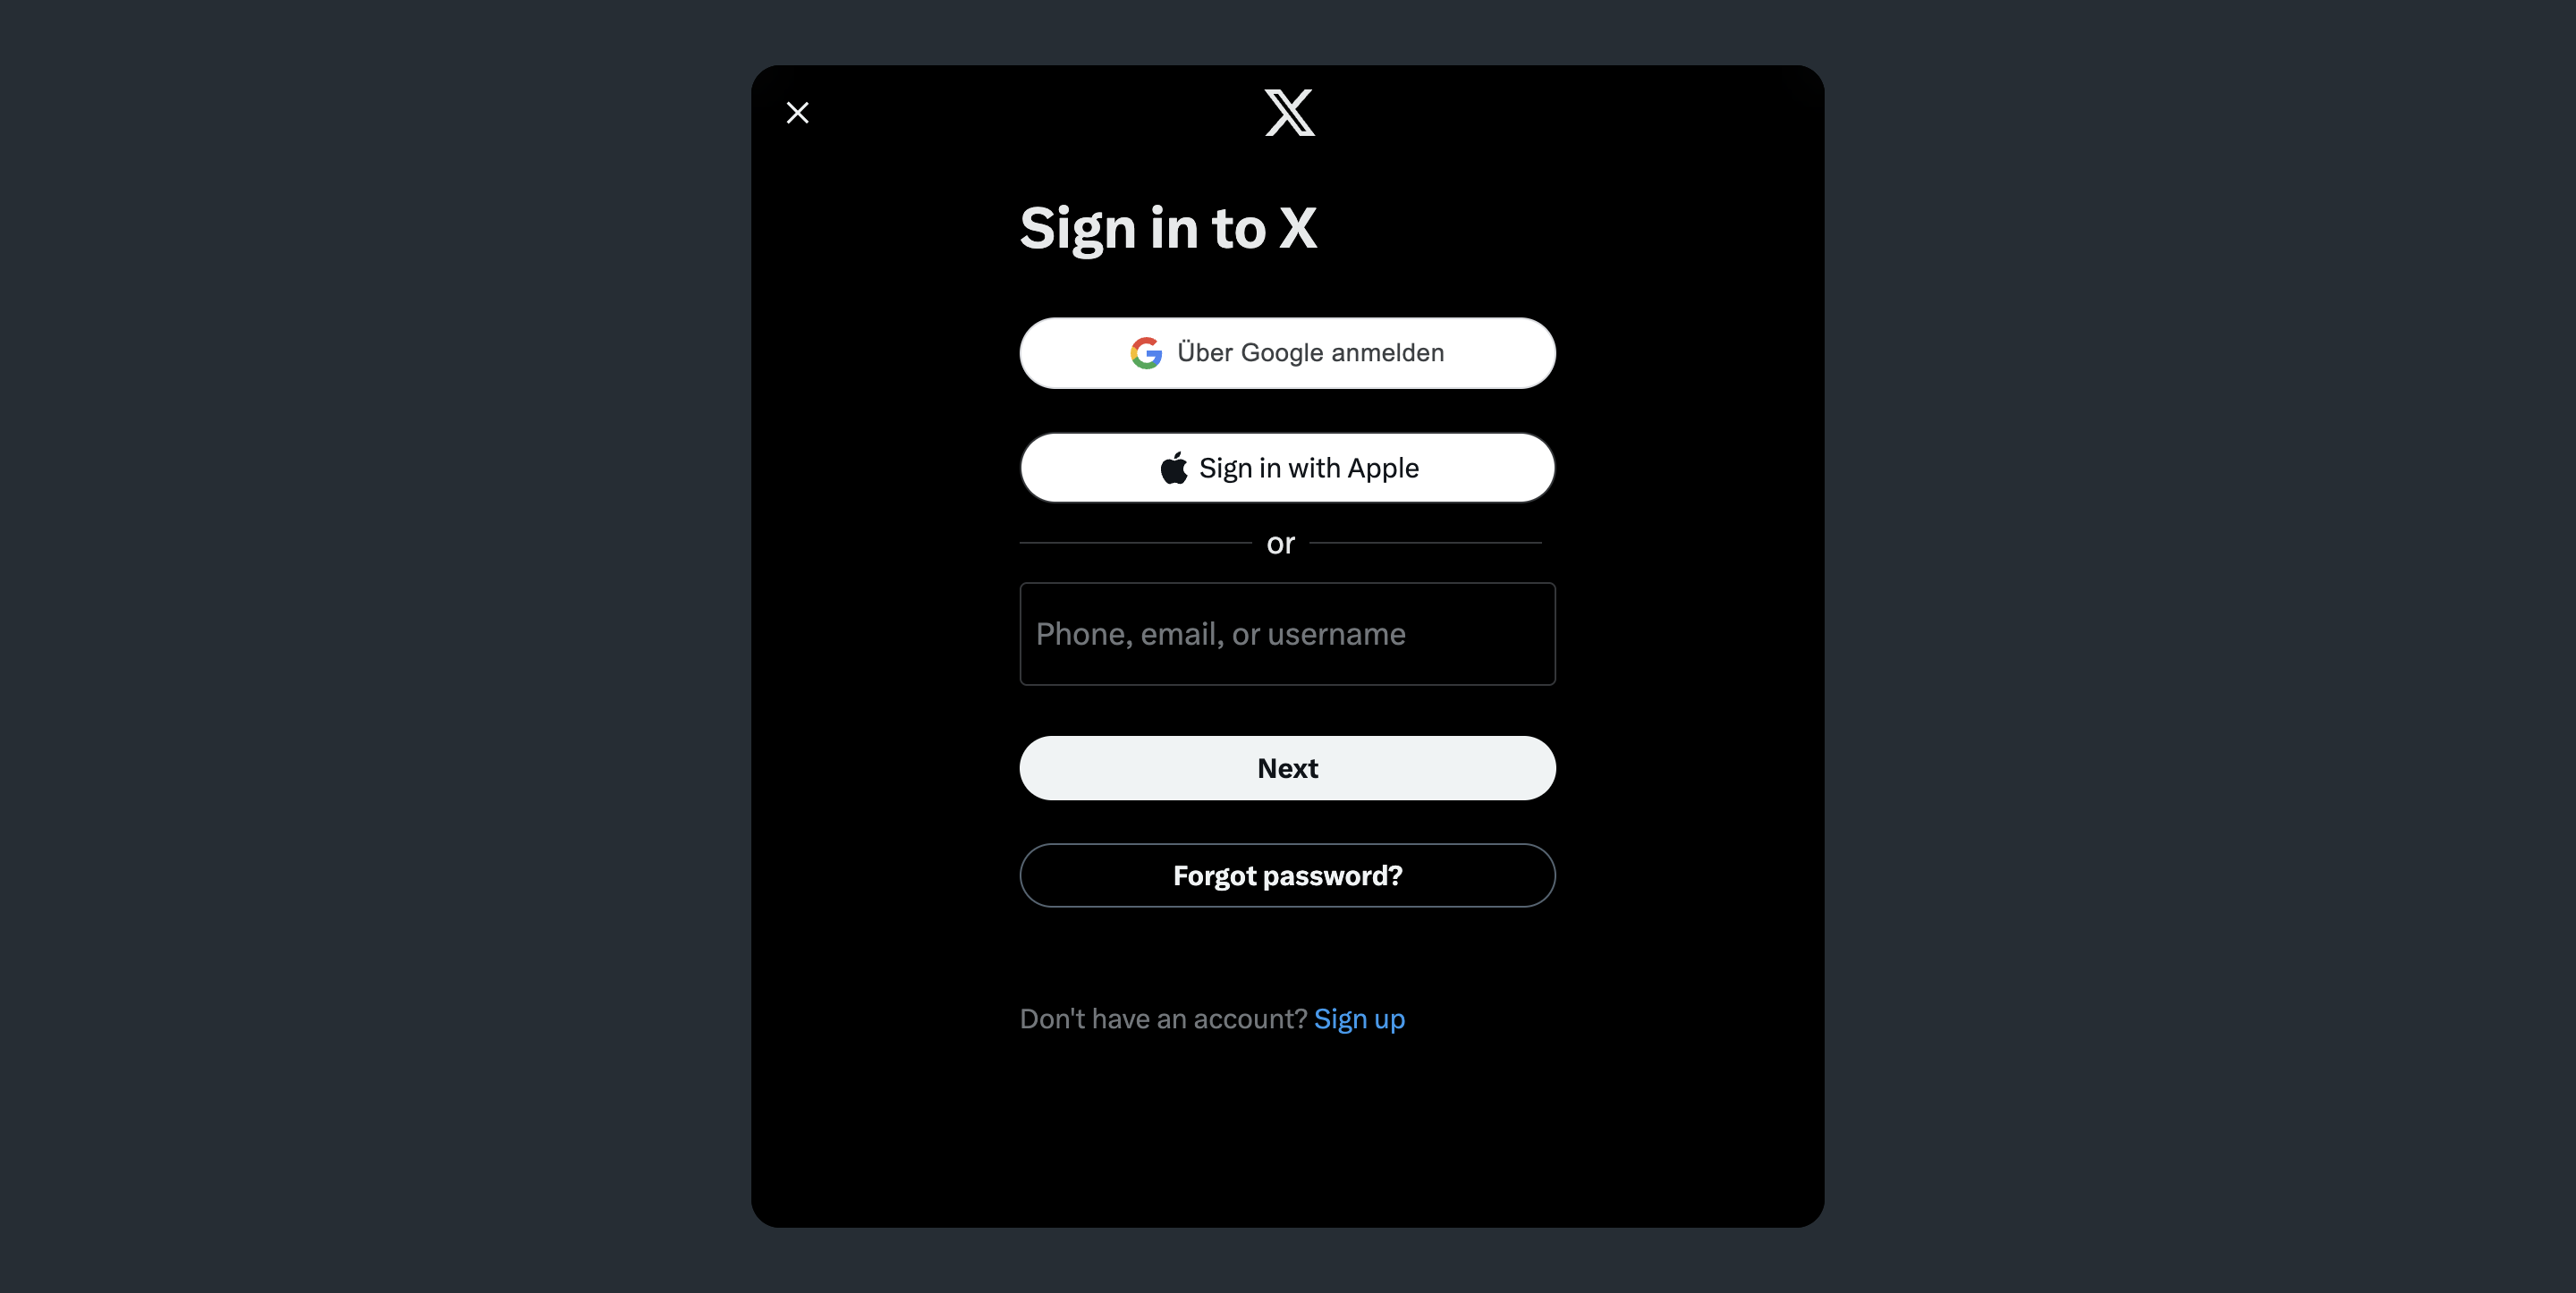 Sign in to X
Über Google anmelden
Sign in with Apple
or
Phone, email, or username
Next
Forgot password?
Don't have an account? Sign up